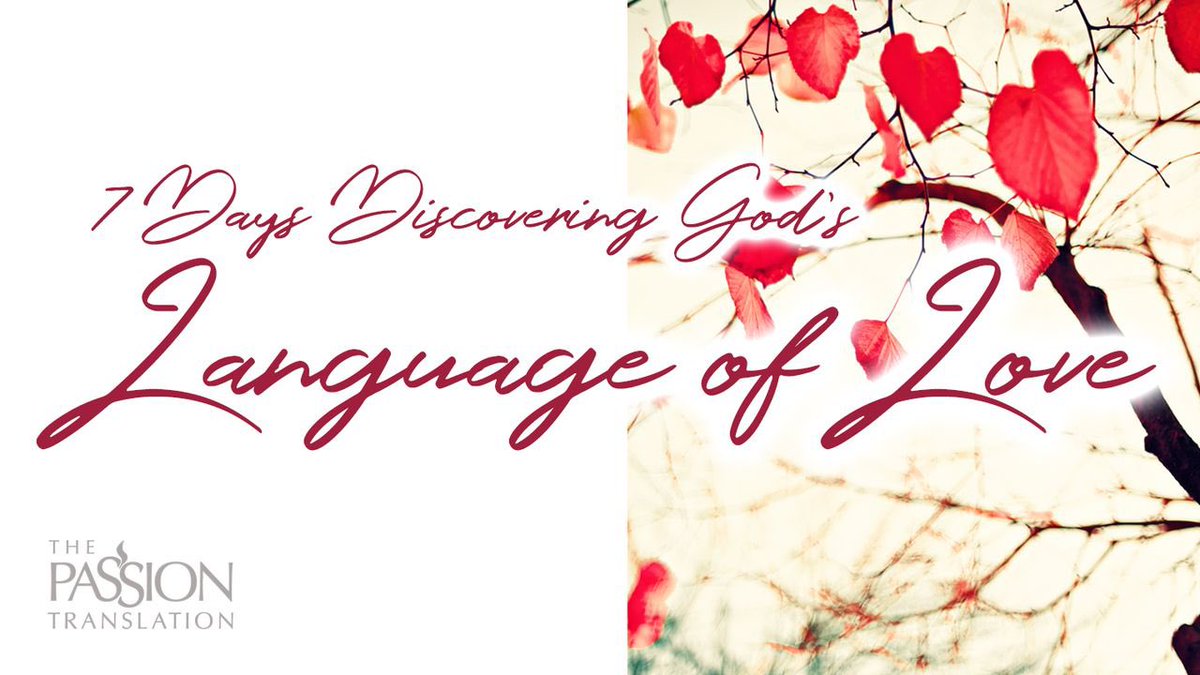 7 Days Discovering God's
Language of Love
THE
PASSION
TRANSLATION